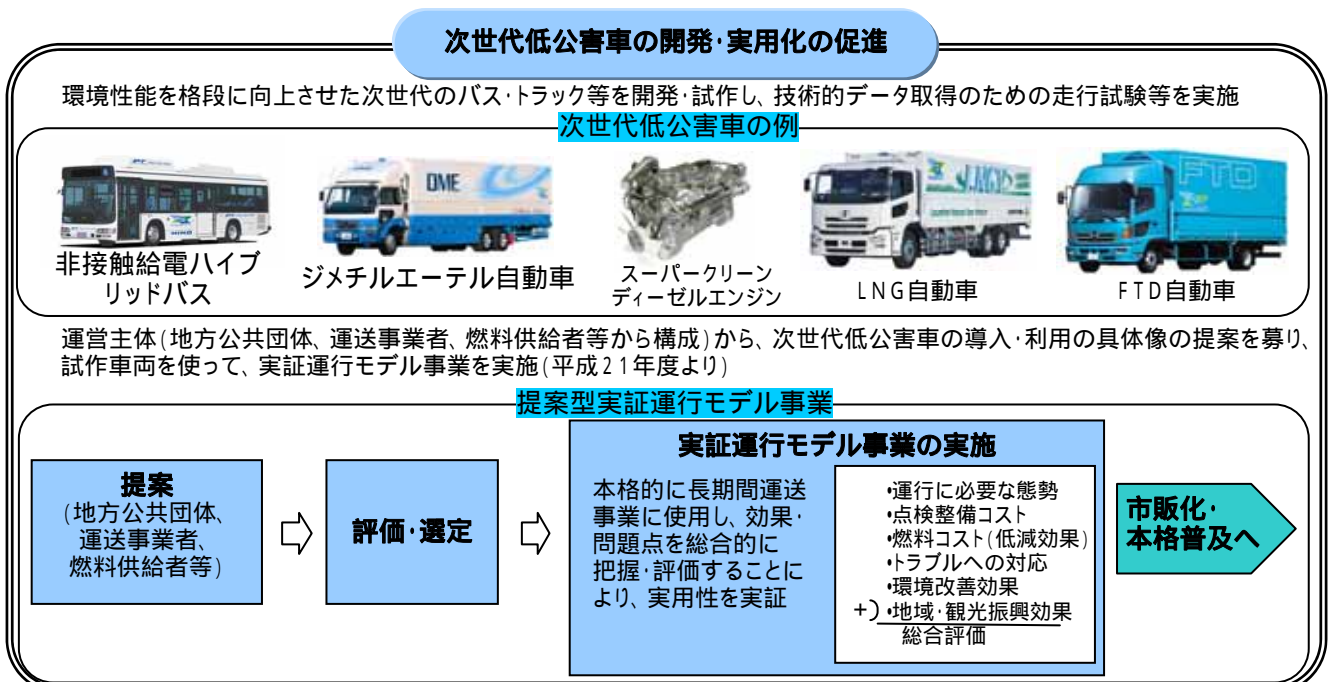 次世代低公害車の開発・実用化の促進
環境性能を格段に向上させた次世代のバス・トラック等を開発・試作し、技術的データ取得のための走行試験等を実施
次世代低公害車の例
DME
LNG
FTD
非接触給電ハイブ
リッドバス
ジメチルエーテル自動車
スーパークリーン
ディーゼルエンジン
LNG自動車
FTD自動車
運営主体(地方公共団体、運送事業者、燃料供給者等から構成)から、次世代低公害車の導入・利用の具体像の提案を募り、
試作車両を使って、実証運行モデル事業を実施(平成21年度より)
提案型実証運行モデル事業
提案
(地方公共団体、
運送事業者、
燃料供給者等)
評価・選定
実証運行モデル事業の実施
本格的に長期間運送
事業に使用し、効果・
問題点を総合的に
把握・評価することに
より、実用性を実証
・運行に必要な態勢
・点検整備コスト
・燃料コスト(低減効果)
・トラブルへの対応
・環境改善効果
+)・地域・観光振興効果
総合評価
市販化・
本格普及へ